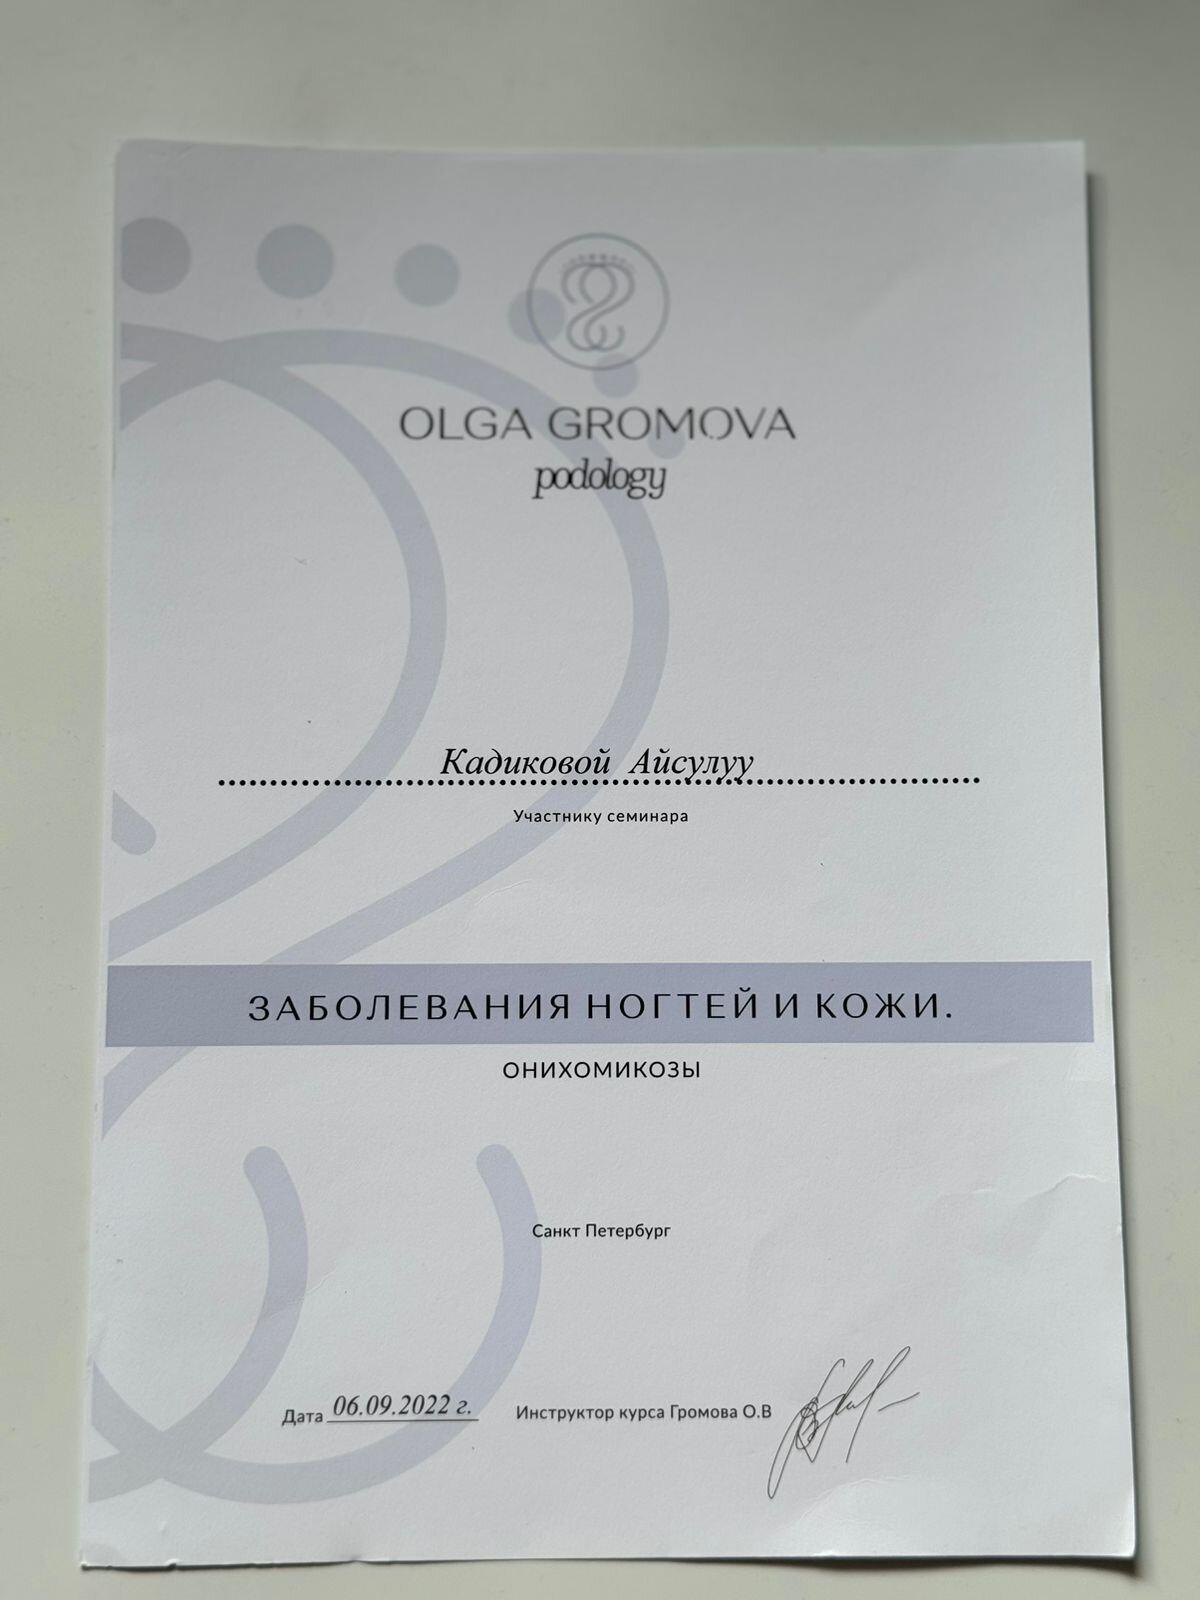 OLGA GROMOVA
podology
Кадиковой Айсулуу
Участнику семинара
ЗАБОЛЕВАНИЯ НОГТЕЙ И КОЖИ.
ОНИХОМИКОЗЫ
Санкт Петербург
Дата 06.09.2022 г. Инструктор курса Громова О.В